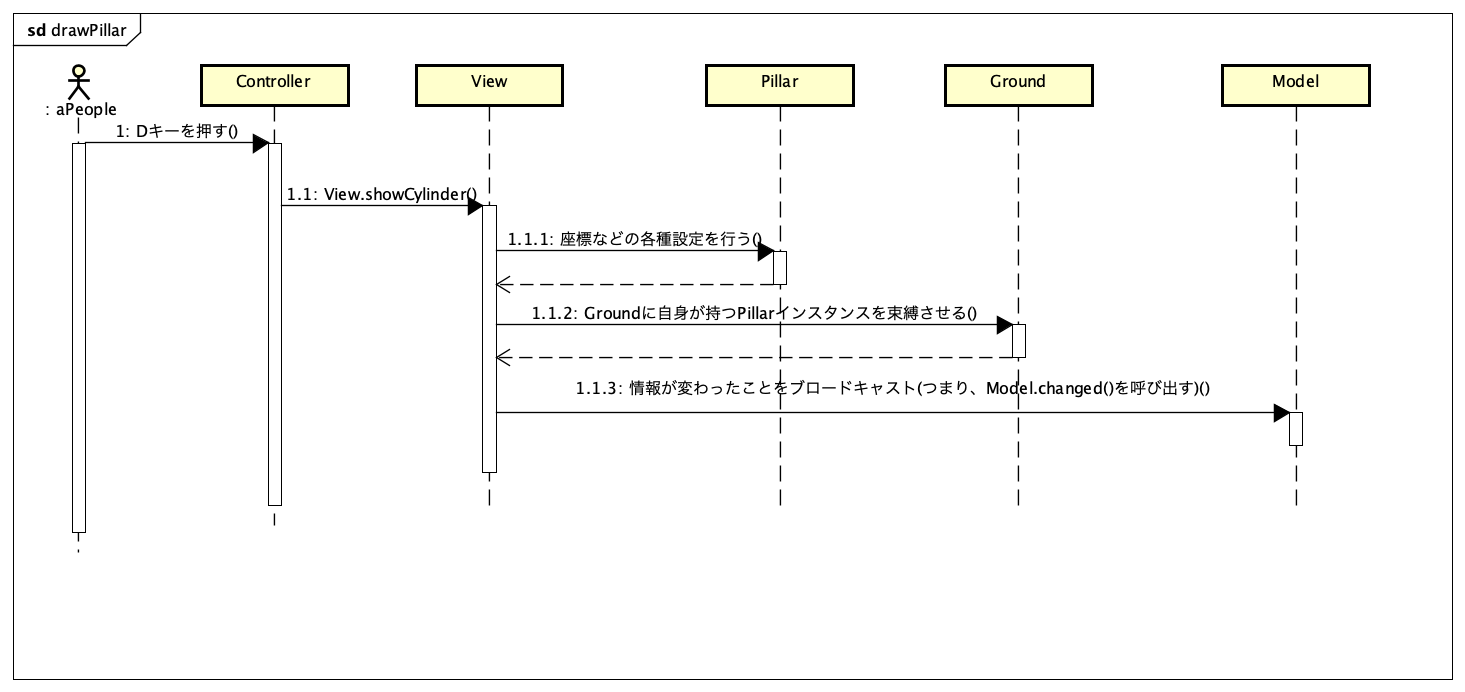 sd drawPillar
: aPeople
Controller
View
Pillar
Ground
Model
1: Dキーを押す()
1.1: View.showCylinder()
1.1.1: 座標などの各種設定を行う()
1.1.2: Groundに自身が持つPillarインスタンスを束縛させる()
1.1.3: 情報が変わったことをブロードキャスト(つまり、Model.changed()を呼び出す)()